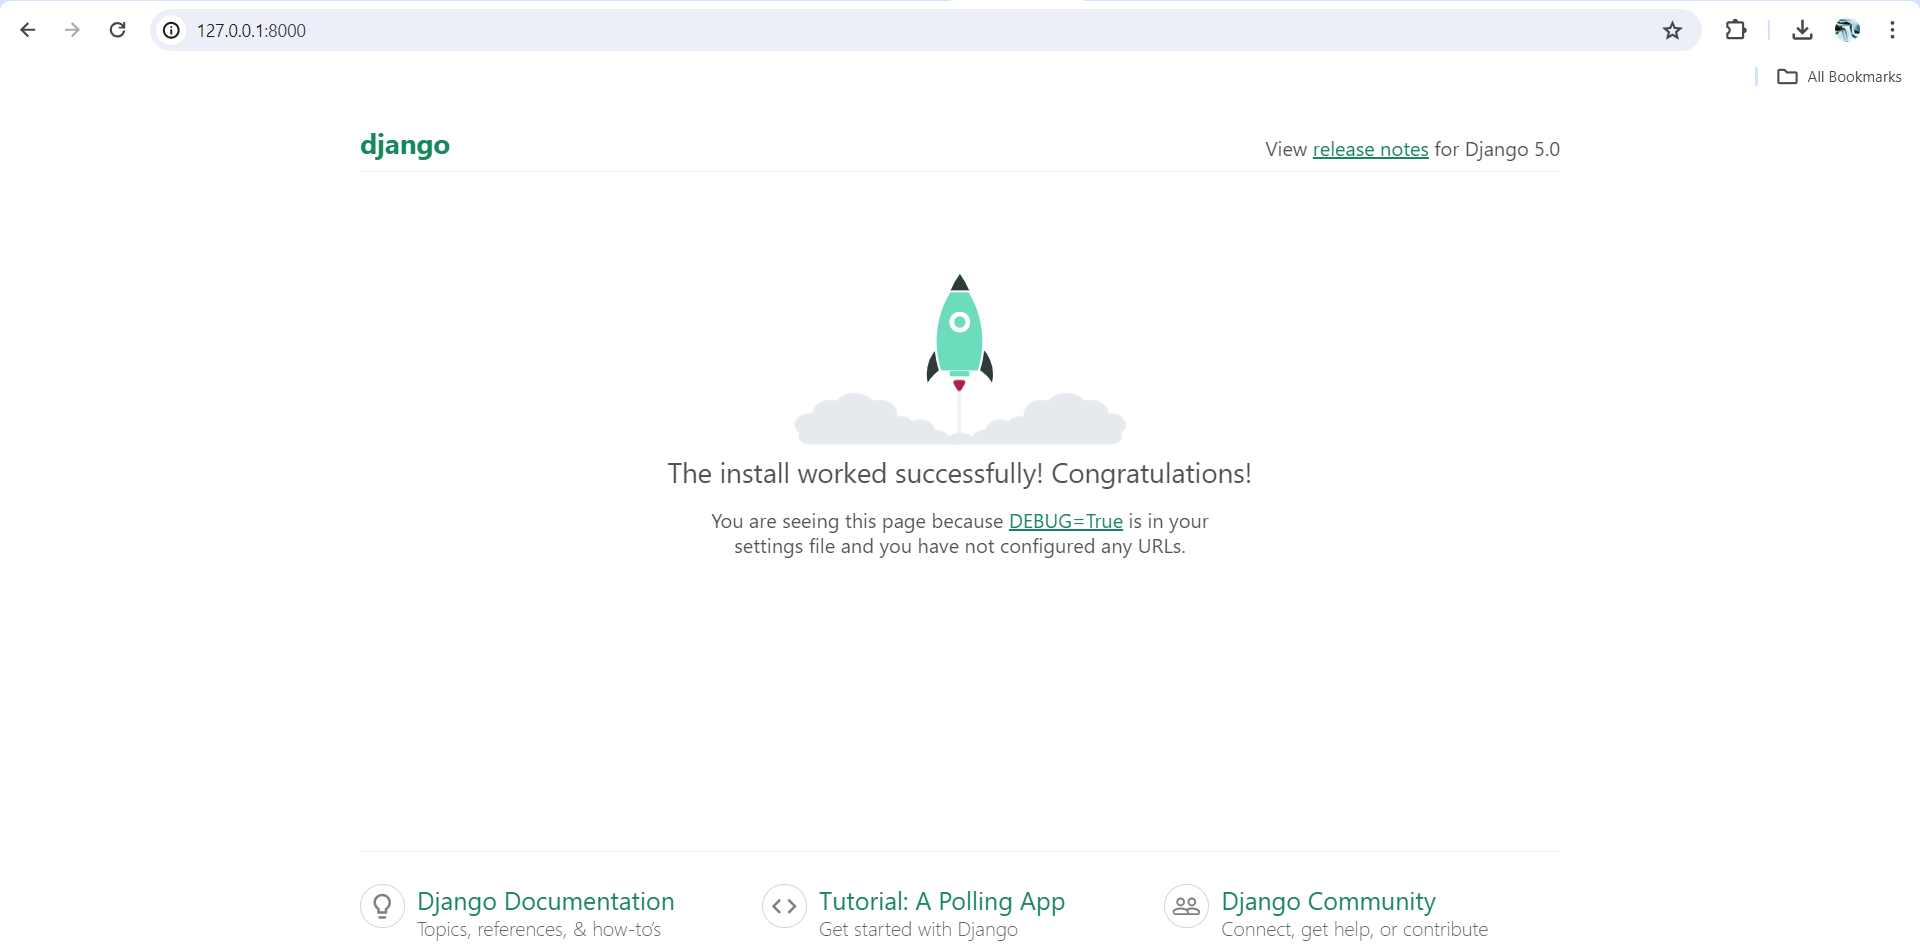 127.0.0.1:8000
All Bookmarks
django
View release notes for Django 5.0
The install worked successfully! Congratulations!
You are seeing this page because DEBUG=True is in your
settings file and you have not configured any URLs.
Django Documentation
Topics, references, & how-to’s
Tutorial: A Polling App
Get started with Django
Django Community
Connect, get help, or contribute